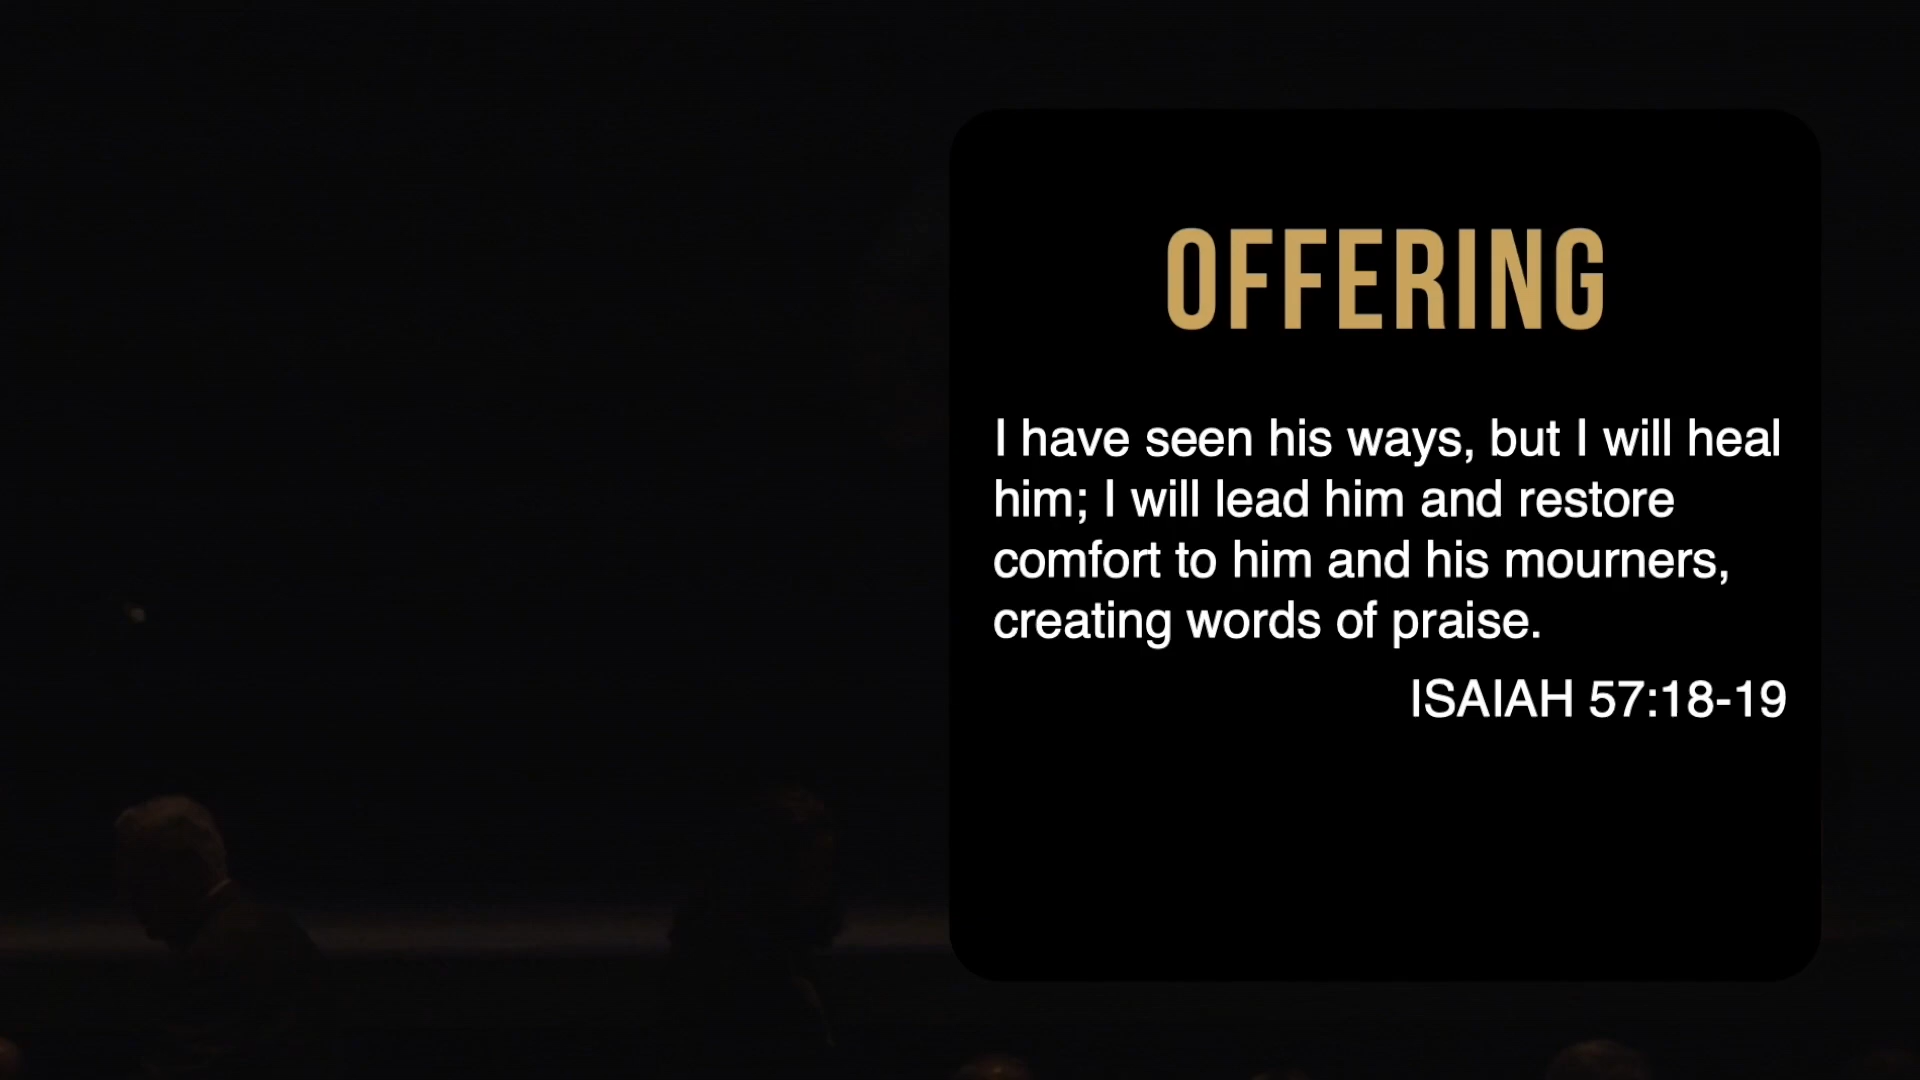 OFFERING
I have seen his ways, but I will heal
him; I will lead him and restore
comfort to him and his mourners,
creating words of praise.
ISAIAH 57:18-19